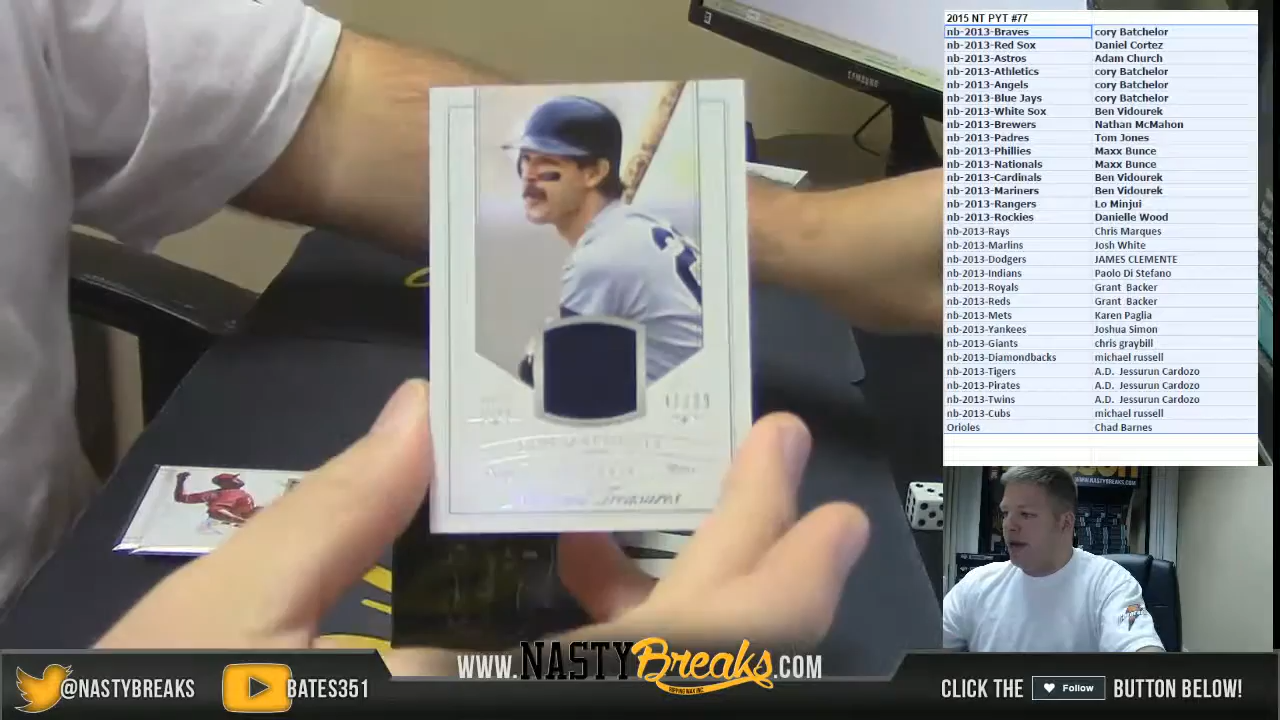 2015 NT PYT #77
nb-2013-Braves cory Batchelor
nb-2013-Red Sox Daniel Cortez
nb-2013-Astros Adam Church
nb-2013-Athletics cory Batchelor
nb-2013-Angels cory Batchelor
nb-2013-Blue Jays cory Batchelor
nb-2013-White Sox Ben Vidourek
nb-2013-Brewers Nathan McMahon
nb-2013-Padres Tom Jones
nb-2013-Phillies Maxx Bunce
nb-2013-Nationals Maxx Bunce
nb-2013-Cardinals Ben Vidourek
nb-2013-Mariners Ben Vidourek
nb-2013-Rangers Lo Minjui
nb-2013-Rockies Danielle Wood
nb-2013-Rays Chris Marques
nb-2013-Marlins Josh White
nb-2013-Dodgers JAMES CLEMENTE
nb-2013-Indians Paolo Di Stefano
nb-2013-Royals Grant Backer
nb-2013-Reds Grant Backer
nb-2013-Mets Karen Paglia
nb-2013-Yankees Joshua Simon
nb-2013-Giants chris graybill
nb-2013-Diamondbacks michael russell
nb-2013-Tigers A.D. Jessurun Cardozo
nb-2013-Pirates A.D. Jessurun Cardozo
nb-2013-Twins A.D. Jessurun Cardozo
nb-2013-Cubs michael russell
Orioles Chad Barnes
SAMSUNG
WWW.NASTYBreaks.COM
@NASTYBREAKS
BATES351
CLICK THE Follow BUTTON BELOW!